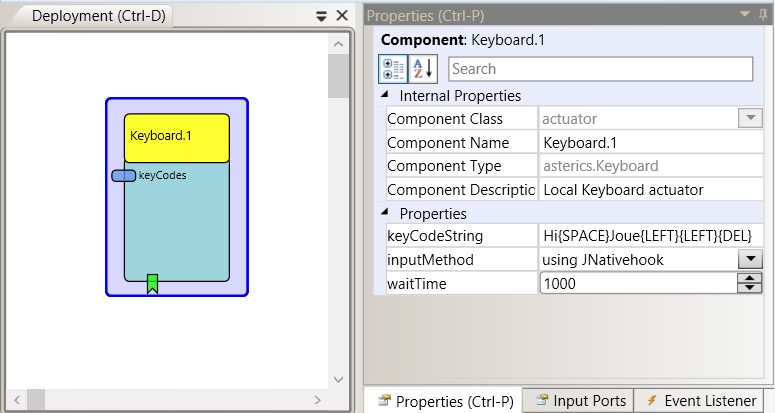 Deployment (Ctrl-D)
Keyboard.1
keyCodes
Properties (Ctrl-P)
Component: Keyboard.1
A
Z
Search
Internal Properties
Component Class actuator
Component Name Keyboard.1
Component Type asterics.Keyboard
Component Descriptio Local Keyboard actuator
Properties
keyCodeString Hi{SPACE}Joue{LEFT}{LEFT}{DEL}
inputMethod using JNativehook
waitTime 1000
Properties (Ctrl-P) Input Ports Event Listener